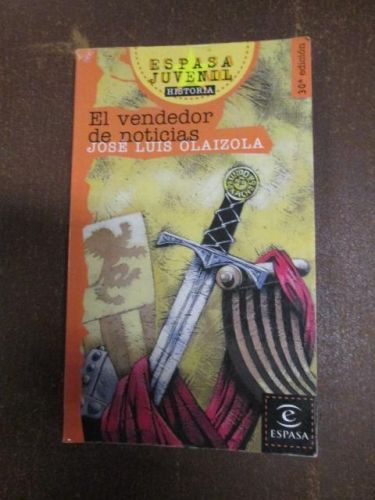 ESPASA
JUVENIL
HISTORIA
30ª edición
El vendedor
de noticias
JOSE LUIS OLAIZOLA
e
ESPASA